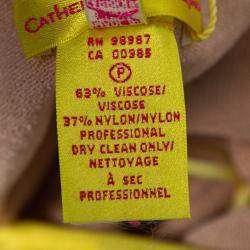 RN 98987
CA 00985
P
63% VISCOSE/
VISCOSE
37% NYLON/NYLON
PROFESSIONAL
DRY CLEAN ONLY/
NETTOYAGE
À SEC
PROFESSIONNEL